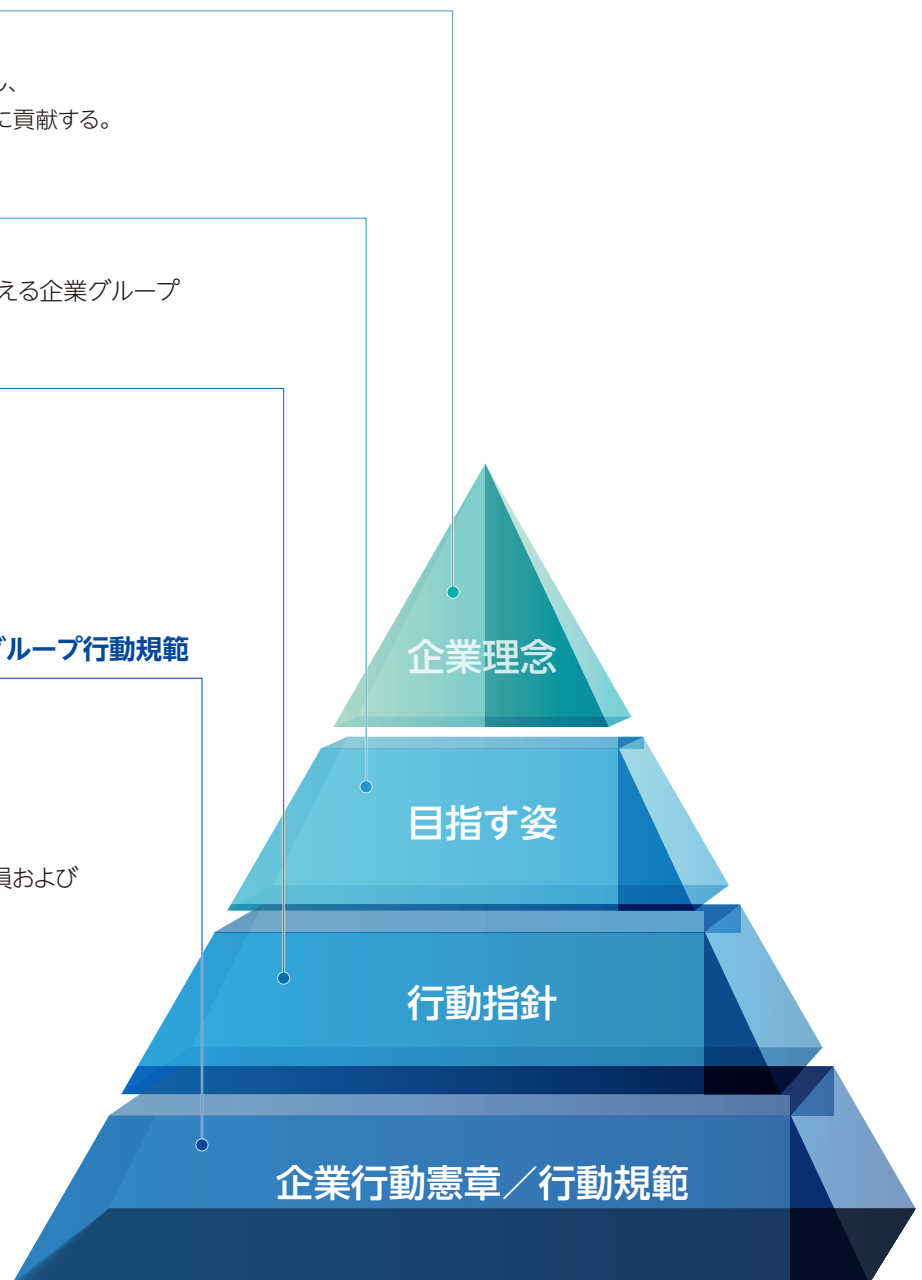 し、
に貢献する。
える企業グループ
グループ行動規範
員および
企業理念
目指す姿
行動指針
企業行動憲章／行動規範